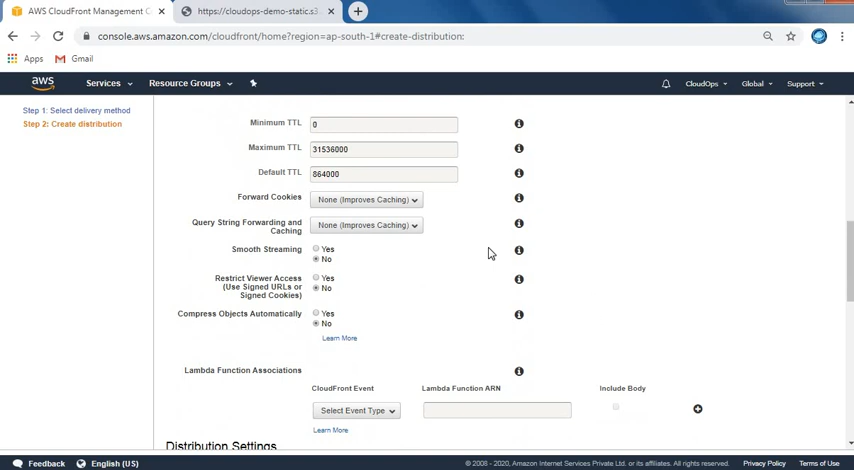 AWS CloudFront Management C
https://cloudops-demo-static.s3.
console.aws.amazon.com/cloudfront/home?region=ap-south-1#create-distribution:
Apps
Gmail
aws
Services
Resource Groups
CloudOps
Global
Support
Step 1: Select delivery method
Step 2: Create distribution
Minimum TTL
0
Maximum TTL
31536000
Default TTL
864000
Forward Cookies
None (Improves Caching)
Query String Forwarding and
Caching
None (Improves Caching)
Smooth Streaming
Yes
No
Restrict Viewer Access
(Use Signed URLs or
Signed Cookies)
Yes
No
Compress Objects Automatically
Yes
No
Learn More
Lambda Function Associations
CloudFront Event
Lambda Function ARN
Include Body
Select Event Type
Learn More
Distribution Settings
Feedback
English (US)
© 2008 - 2020, Amazon Internet Services Private Ltd. or its affiliates. All rights reserved.
Privacy Policy
Terms of Use